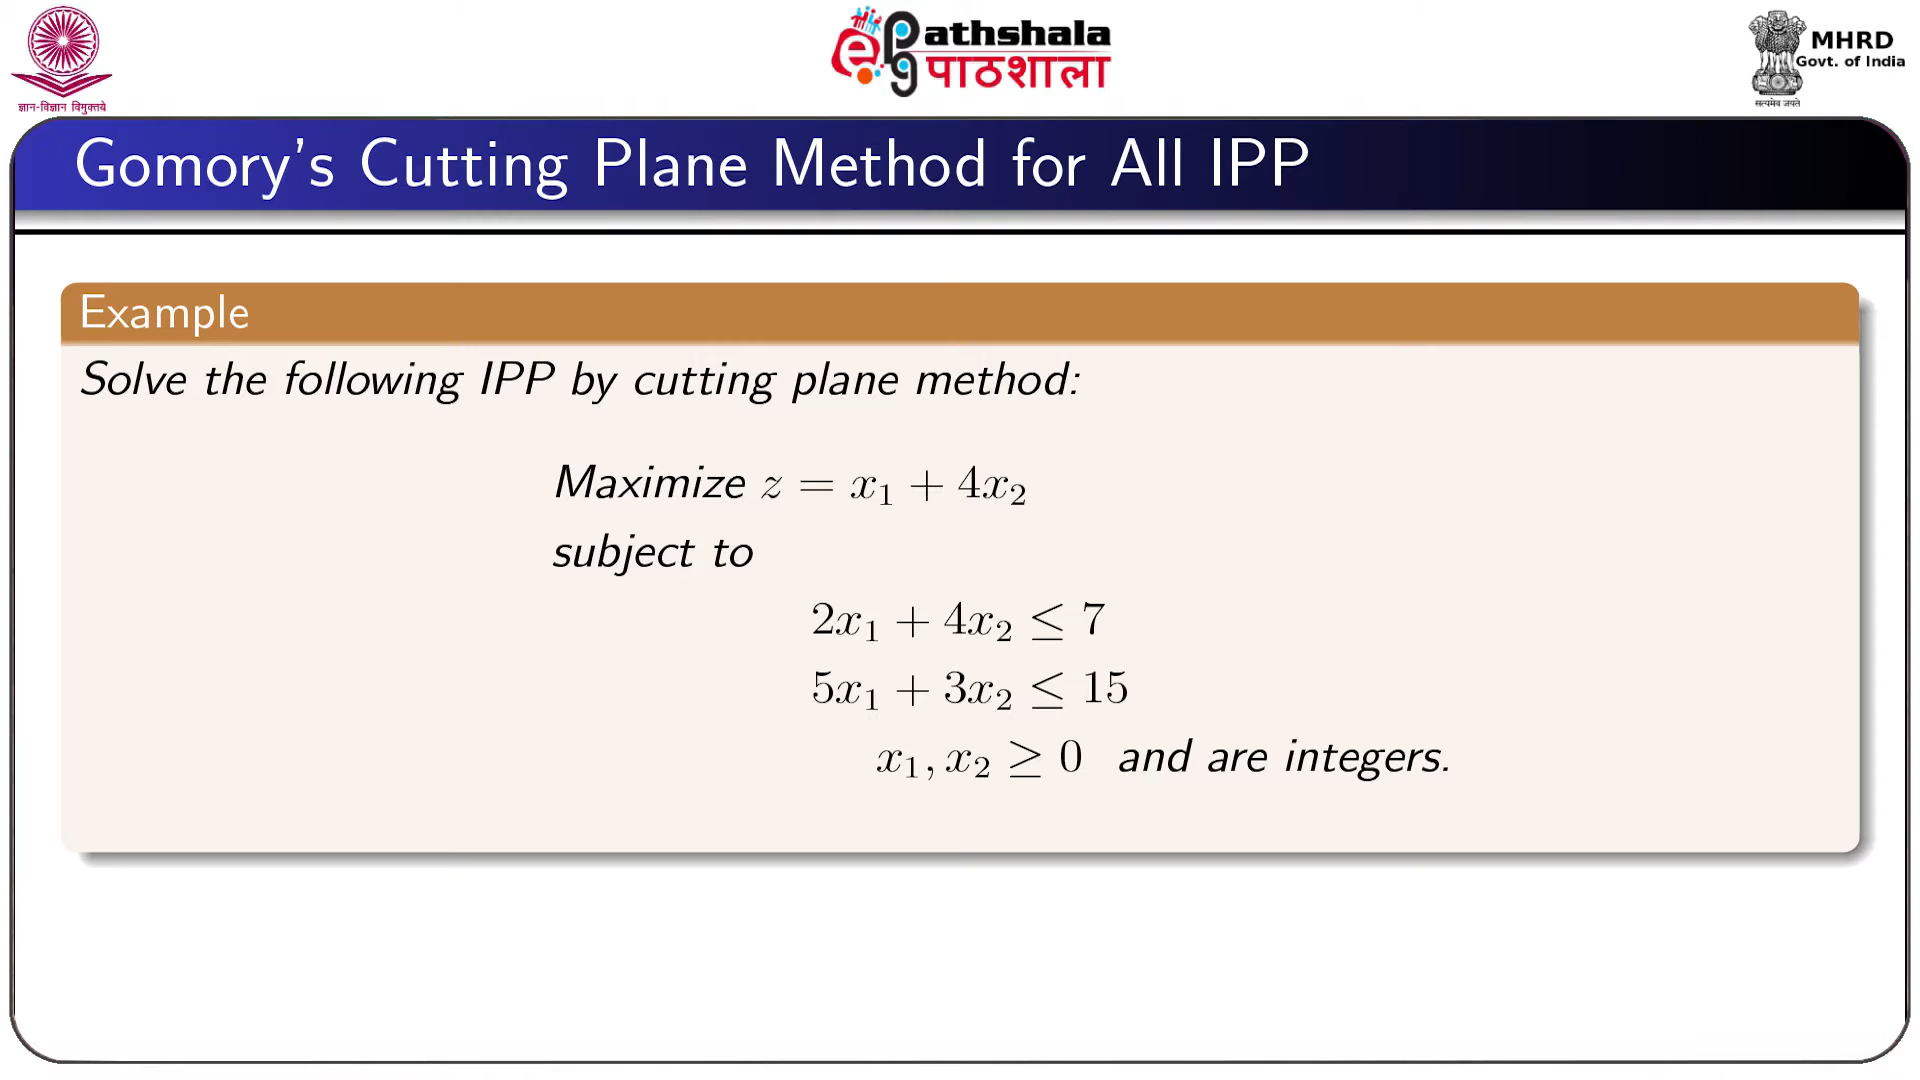 ज्ञान-विज्ञान विमुक्तये
ePathshala
पाठशाला
MHRD
Govt. of India
सत्यमेव जयते
Gomory's Cutting Plane Method for All IPP
Example
Solve the following IPP by cutting plane method:
Maximize z = x₁ + 4x₂
subject to
2x₁ + 4x₂ ≤ 7
5x₁ + 3x₂ ≤ 15
x₁, x₂ ≥ 0 and are integers.